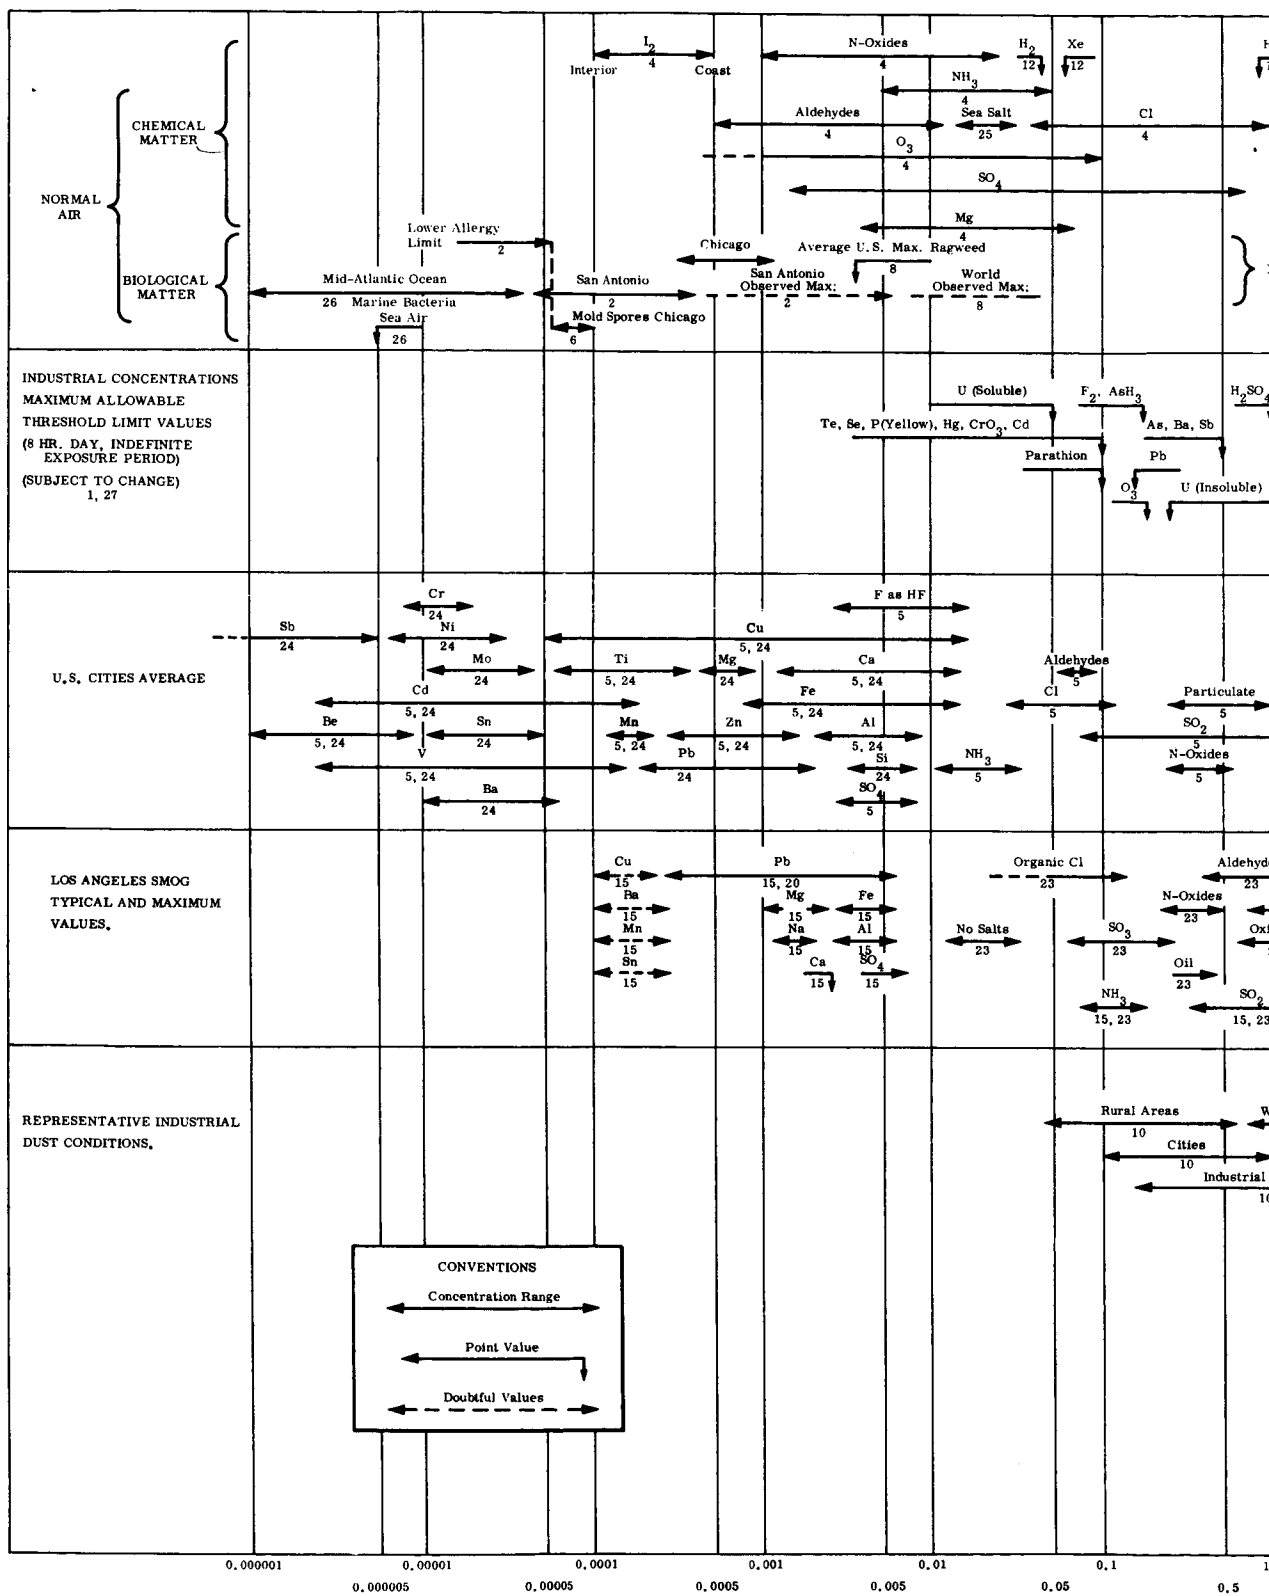 I2
4
Interior
Coast
N-Oxides
4
H2
12
Xe
12
H
NH3
4
CHEMICAL
MATTER
Aldehydes
4
Sea Salt
25
Cl
4
O3
4
SO4
NORMAL
AIR
Mg
4
Lower Allergy
Limit
2
Chicago
Average U.S. Max. Ragweed
8
BIOLOGICAL
MATTER
Mid-Atlantic Ocean
26 Marine Bacteria
Sea Air
26
San Antonio
2
San Antonio
Observed Max:
2
World
Observed Max:
8
Mold Spores Chicago
6
INDUSTRIAL CONCENTRATIONS
MAXIMUM ALLOWABLE
THRESHOLD LIMIT VALUES
(8 HR. DAY, INDEFINITE
EXPOSURE PERIOD)
(SUBJECT TO CHANGE)
1, 27
U (Soluble)
F2, AsH3
H2SO4
Te, Se, P(Yellow), Hg, CrO3, Cd
As, Ba, Sb
Parathion
Pb
O3
U (Insoluble)
U.S. CITIES AVERAGE
Cr
24
F as HF
5
Sb
24
Ni
24
Cu
5, 24
Mo
24
Ti
5, 24
Mg
24
Ca
5, 24
Aldehydes
5
Cd
5, 24
Fe
5, 24
Cl
5
Particulate
5
Be
5, 24
Sn
24
Mn
5, 24
Zn
5, 24
Al
5, 24
SO2
5
V
5, 24
Pb
24
Si
24
NH3
5
N-Oxides
5
Ba
24
SO4
5
LOS ANGELES SMOG
TYPICAL AND MAXIMUM
VALUES.
Cu
15
Pb
15, 20
Organic Cl
23
Aldehyd
23
Ba
15
Mg
15
Fe
15
N-Oxides
23
Mn
15
Na
15
Al
15
No Salts
23
SO3
23
Oxi
Sn
15
Ca
15
SO4
15
Oil
23
NH3
15, 23
SO2
15, 23
REPRESENTATIVE INDUSTRIAL
DUST CONDITIONS.
Rural Areas
10
W
Cities
10
Industrial
10
CONVENTIONS
Concentration Range
Point Value
Doubtful Values
0.000001 0.00001 0.0001 0.001 0.01 0.1 1
0.000005 0.00005 0.0005 0.005 0.05 0.5